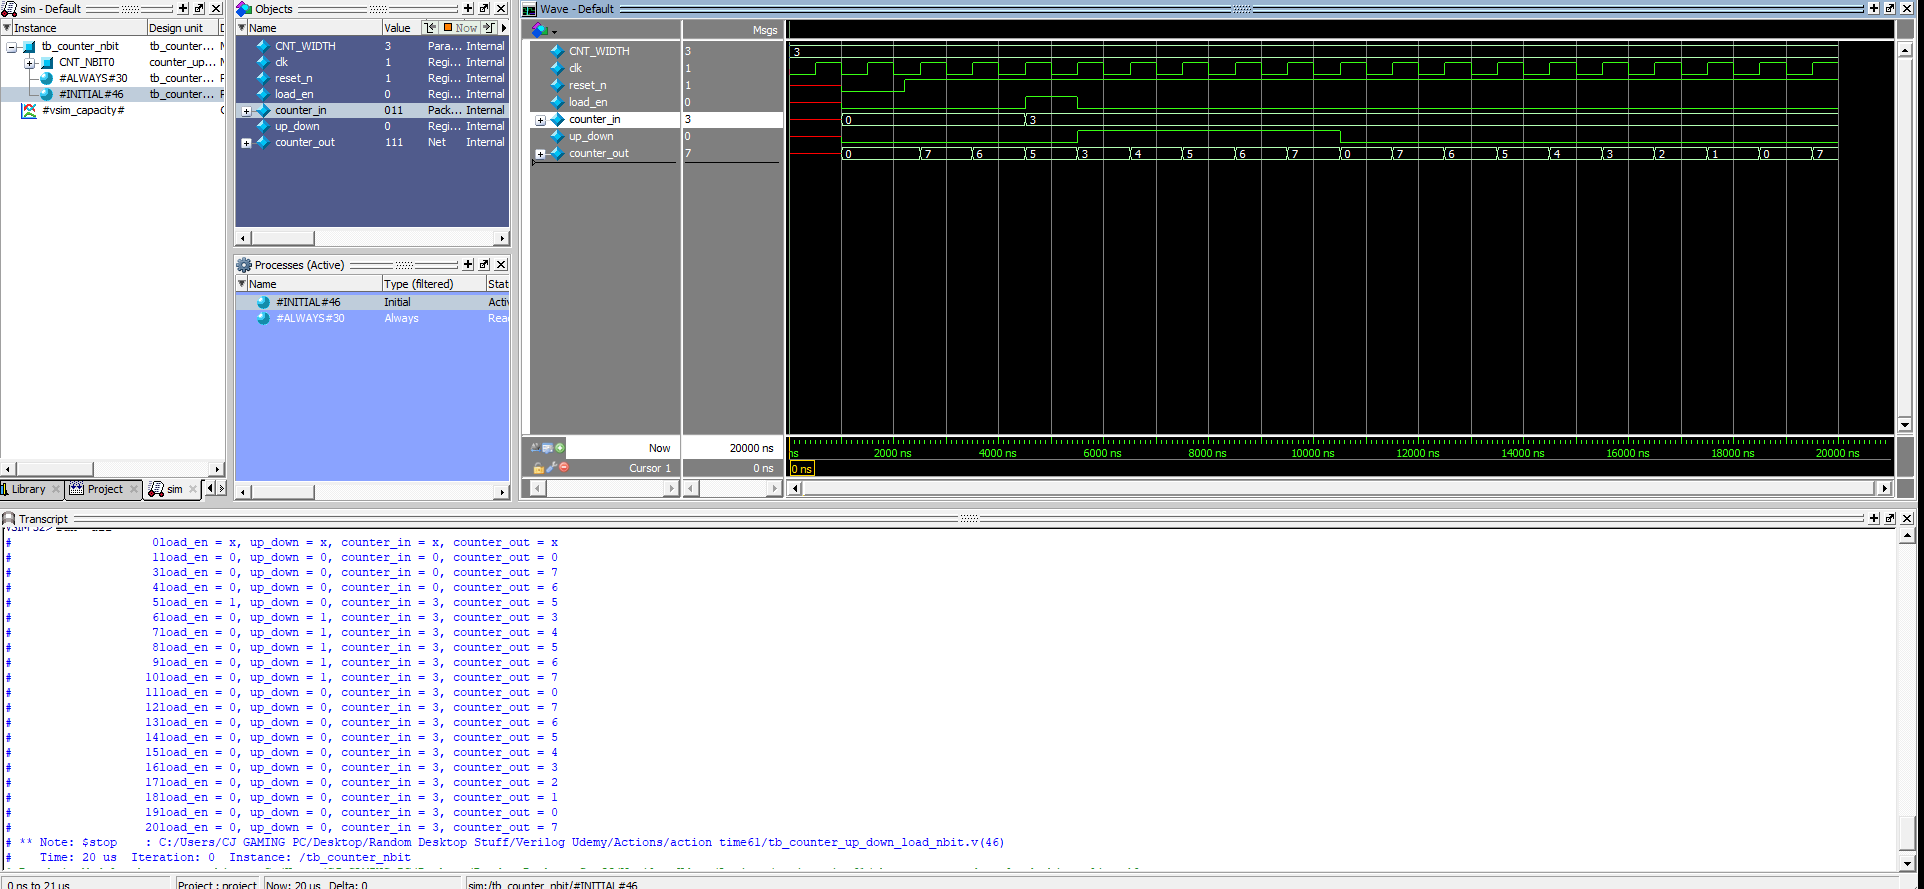 sim - Default
Instance Design unit
tb_counter_nbit tb_counter...
CNT_NBIT0 counter_up...
#ALWAYS#30 tb_counter...
#INITIAL#46 tb_counter...
#vsim_capacity#
Library Project sim
Objects
Name Value Now
CNT_WIDTH 3 Para... Internal
clk 1 Regi... Internal
reset_n 1 Regi... Internal
load_en 0 Regi... Internal
counter_in 011 Pack... Internal
up_down 0 Regi... Internal
counter_out 111 Net Internal
Processes (Active)
Name Type (filtered) Stat
#INITIAL#46 Initial Activ
#ALWAYS#30 Always Rea
Wave - Default
Msgs
CNT_WIDTH 3 3
clk 1
reset_n 1
load_en 0
counter_in 3 0 3
up_down 0
counter_out 7 0 7 6 5 3 4 5 6 7 0 7 6 5 4 3 2 1 0 7
Now 20000 ns ns 2000 ns 4000 ns 6000 ns 8000 ns 10000 ns 12000 ns 14000 ns 16000 ns 18000 ns 20000 ns
Cursor 1 0 ns 0 ns
Transcript
# 0load_en = x, up_down = x, counter_in = x, counter_out = x
# 1load_en = 0, up_down = 0, counter_in = 0, counter_out = 0
# 3load_en = 0, up_down = 0, counter_in = 0, counter_out = 7
# 4load_en = 0, up_down = 0, counter_in = 0, counter_out = 6
# 5load_en = 1, up_down = 0, counter_in = 3, counter_out = 5
# 6load_en = 0, up_down = 1, counter_in = 3, counter_out = 3
# 7load_en = 0, up_down = 1, counter_in = 3, counter_out = 4
# 8load_en = 0, up_down = 1, counter_in = 3, counter_out = 5
# 9load_en = 0, up_down = 1, counter_in = 3, counter_out = 6
# 10load_en = 0, up_down = 1, counter_in = 3, counter_out = 7
# 11load_en = 0, up_down = 0, counter_in = 3, counter_out = 0
# 12load_en = 0, up_down = 0, counter_in = 3, counter_out = 7
# 13load_en = 0, up_down = 0, counter_in = 3, counter_out = 6
# 14load_en = 0, up_down = 0, counter_in = 3, counter_out = 5
# 15load_en = 0, up_down = 0, counter_in = 3, counter_out = 4
# 16load_en = 0, up_down = 0, counter_in = 3, counter_out = 3
# 17load_en = 0, up_down = 0, counter_in = 3, counter_out = 2
# 18load_en = 0, up_down = 0, counter_in = 3, counter_out = 1
# 19load_en = 0, up_down = 0, counter_in = 3, counter_out = 0
# 20load_en = 0, up_down = 0, counter_in = 3, counter_out = 7
# ** Note: $stop : C:/Users/CJ GAMING PC/Desktop/Random Desktop Stuff/Verilog Udemy/Actions/action time61/tb_counter_up_down_load_nbit.v(46)
# Time: 20 us Iteration: 0 Instance: /tb_counter_nbit
0 ns to 21 us Project : project Now: 20 us Delta: 0 sim:/tb_counter_nbit/#INITIAL#46